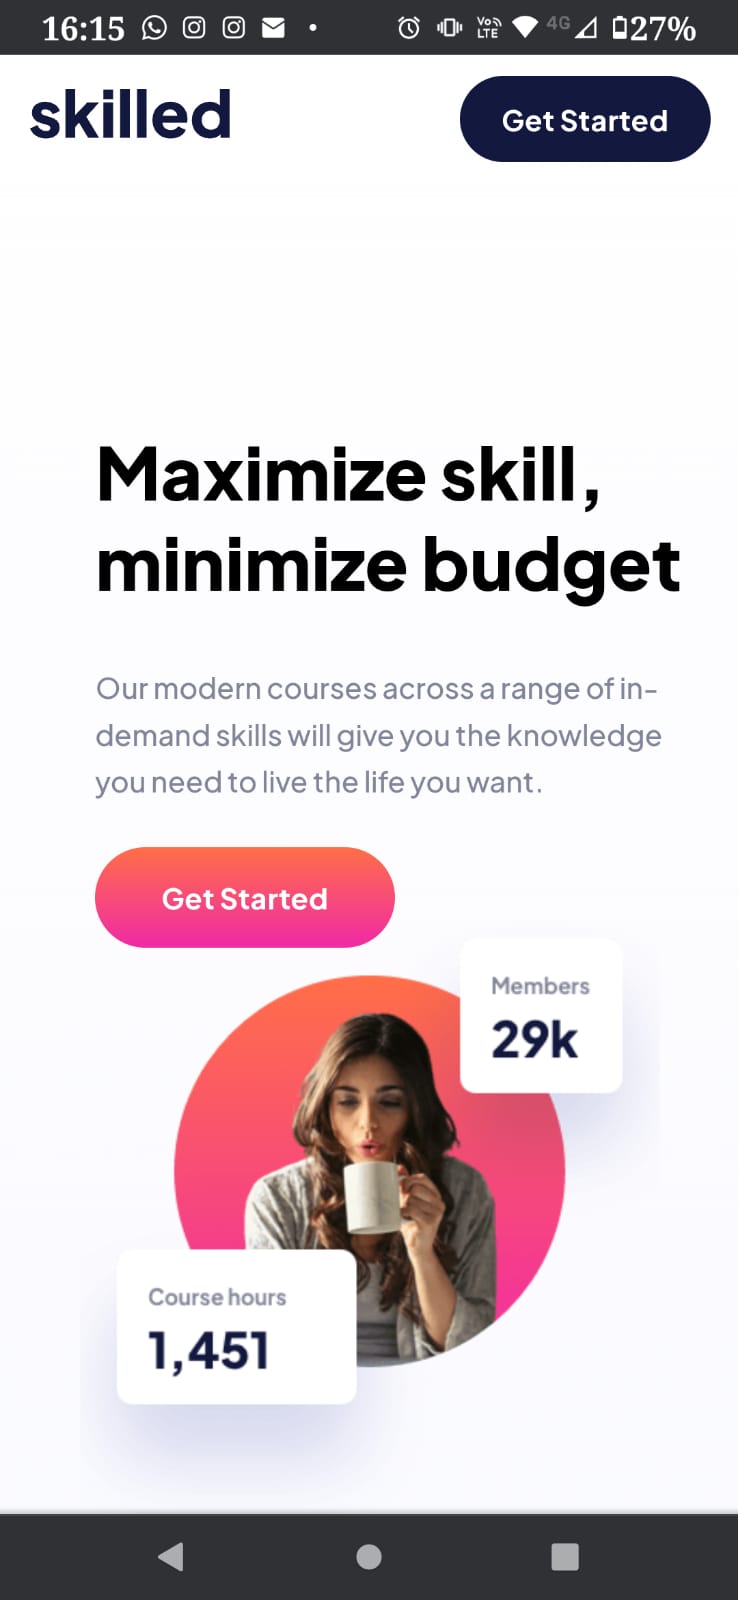 16:15
Vo)) LTE 4G 27%
skilled
Get Started
Maximize skill,
minimize budget
Our modern courses across a range of in-
demand skills will give you the knowledge
you need to live the life you want.
Get Started
Members
29k
Course hours
1,451